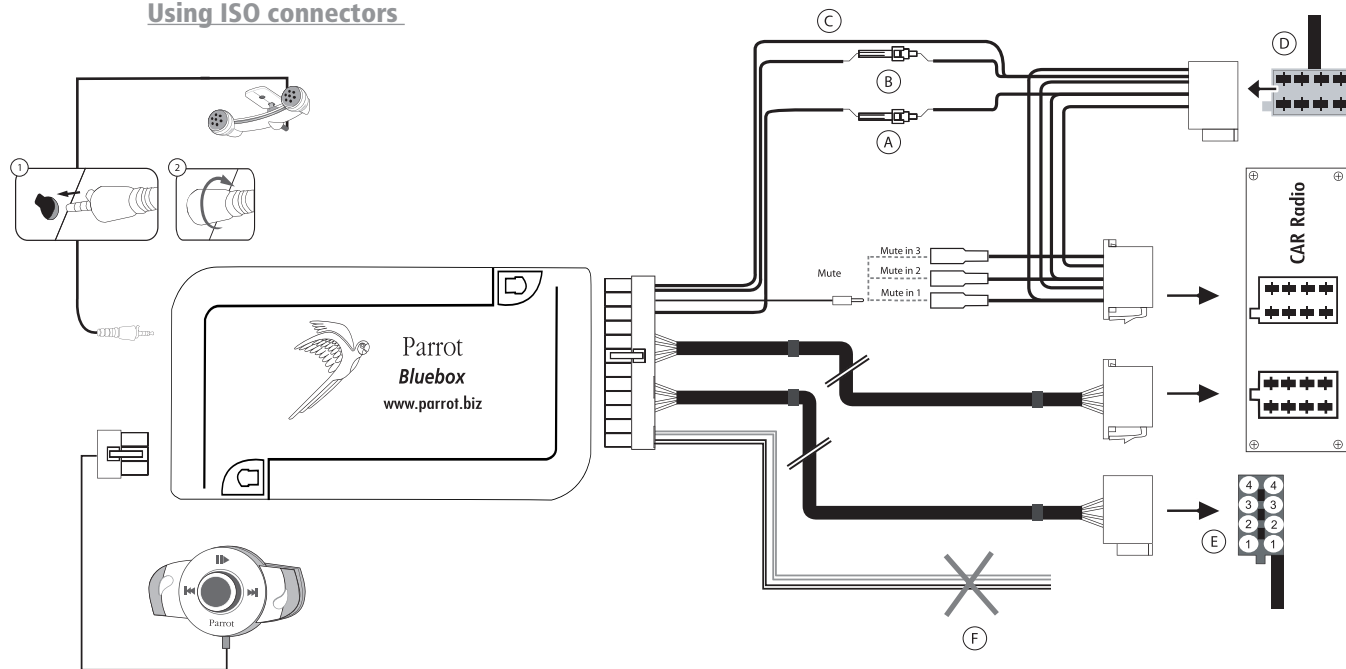 Using ISO connectors
C
D
B
A
1
2
CAR Radio
Mute in 3
Mute
Mute in 2
Mute in 1
Parrot
Bluebox
www.parrot.biz
4 4
3 3
2 2
1 1
E
Parrot
F